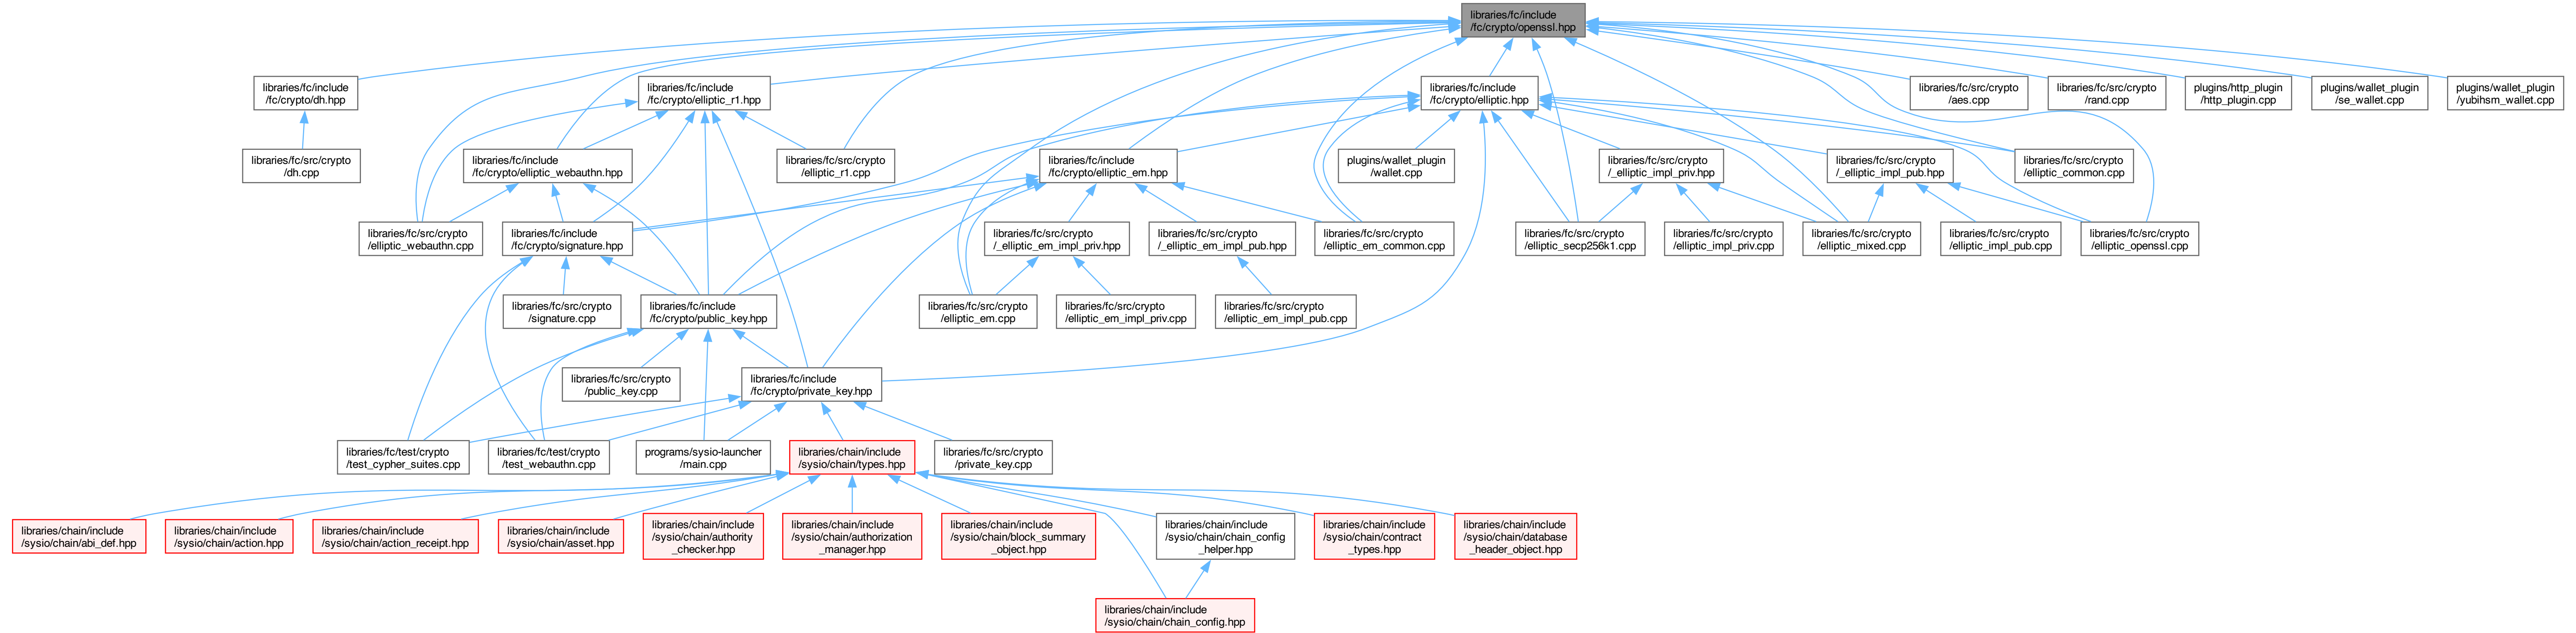 libraries/fc/include
/fc/crypto/openssl.hpp
libraries/fc/include
/fc/crypto/dh.hpp
libraries/fc/include
/fc/crypto/elliptic_r1.hpp
libraries/fc/include
/fc/crypto/elliptic.hpp
libraries/fc/src/crypto
/aes.cpp
libraries/fc/src/crypto
/rand.cpp
plugins/http_plugin
/http_plugin.cpp
plugins/wallet_plugin
/se_wallet.cpp
plugins/wallet_plugin
/yubihsm_wallet.cpp
libraries/fc/src/crypto
/dh.cpp
libraries/fc/include
/fc/crypto/elliptic_webauthn.hpp
libraries/fc/src/crypto
/elliptic_r1.cpp
libraries/fc/include
/fc/crypto/elliptic_em.hpp
plugins/wallet_plugin
/wallet.cpp
libraries/fc/src/crypto
/_elliptic_impl_priv.hpp
libraries/fc/src/crypto
/_elliptic_impl_pub.hpp
libraries/fc/src/crypto
/elliptic_common.cpp
libraries/fc/src/crypto
/elliptic_webauthn.cpp
libraries/fc/include
/fc/crypto/signature.hpp
libraries/fc/src/crypto
/_elliptic_em_impl_priv.hpp
libraries/fc/src/crypto
/_elliptic_em_impl_pub.hpp
libraries/fc/src/crypto
/elliptic_em_common.cpp
libraries/fc/src/crypto
/elliptic_secp256k1.cpp
libraries/fc/src/crypto
/elliptic_impl_priv.cpp
libraries/fc/src/crypto
/elliptic_mixed.cpp
libraries/fc/src/crypto
/elliptic_impl_pub.cpp
libraries/fc/src/crypto
/elliptic_openssl.cpp
libraries/fc/src/crypto
/signature.cpp
libraries/fc/include
/fc/crypto/public_key.hpp
libraries/fc/src/crypto
/elliptic_em.cpp
libraries/fc/src/crypto
/elliptic_em_impl_priv.cpp
libraries/fc/src/crypto
/elliptic_em_impl_pub.cpp
libraries/fc/src/crypto
/public_key.cpp
libraries/fc/include
/fc/crypto/private_key.hpp
libraries/fc/test/crypto
/test_cypher_suites.cpp
libraries/fc/test/crypto
/test_webauthn.cpp
programs/sysio-launcher
/main.cpp
libraries/chain/include
/sysio/chain/types.hpp
libraries/fc/src/crypto
/private_key.cpp
libraries/chain/include
/sysio/chain/abi_def.hpp
libraries/chain/include
/sysio/chain/action.hpp
libraries/chain/include
/sysio/chain/action_receipt.hpp
libraries/chain/include
/sysio/chain/asset.hpp
libraries/chain/include
/sysio/chain/authority
_checker.hpp
libraries/chain/include
/sysio/chain/authorization
_manager.hpp
libraries/chain/include
/sysio/chain/block_summary
_object.hpp
libraries/chain/include
/sysio/chain/chain_config
_helper.hpp
libraries/chain/include
/sysio/chain/contract
_types.hpp
libraries/chain/include
/sysio/chain/database
_header_object.hpp
libraries/chain/include
/sysio/chain/chain_config.hpp